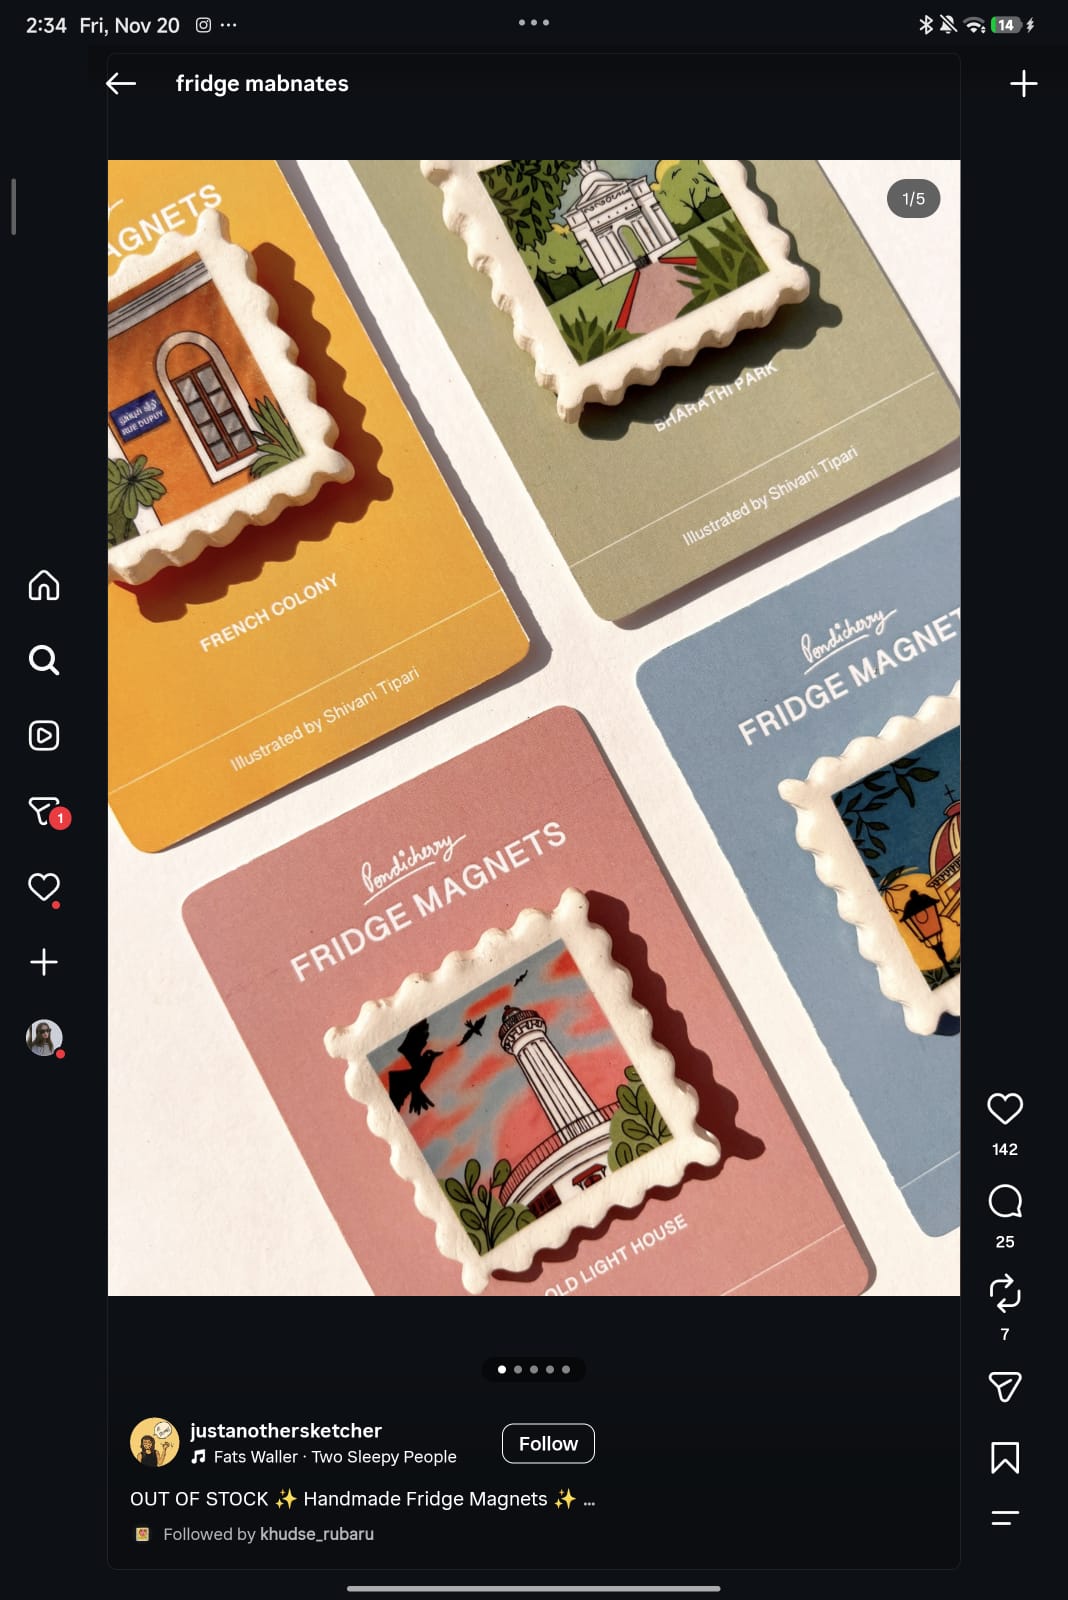 2:34 Fri, Nov 20
14
fridge mabnates
1/5
AGNETS
RUE DUPUY
FRENCH COLONY
Illustrated by Shivani Tipari
BHARATHI PARK
Illustrated by Shivani Tipari
Pondicherry
FRIDGE MAGNET
Pondicherry
FRIDGE MAGNETS
OLD LIGHT HOUSE
1
142
25
7
justanothersketcher
Fats Waller · Two Sleepy People
Follow
OUT OF STOCK ✨ Handmade Fridge Magnets ✨ ...
Followed by khudse_rubaru